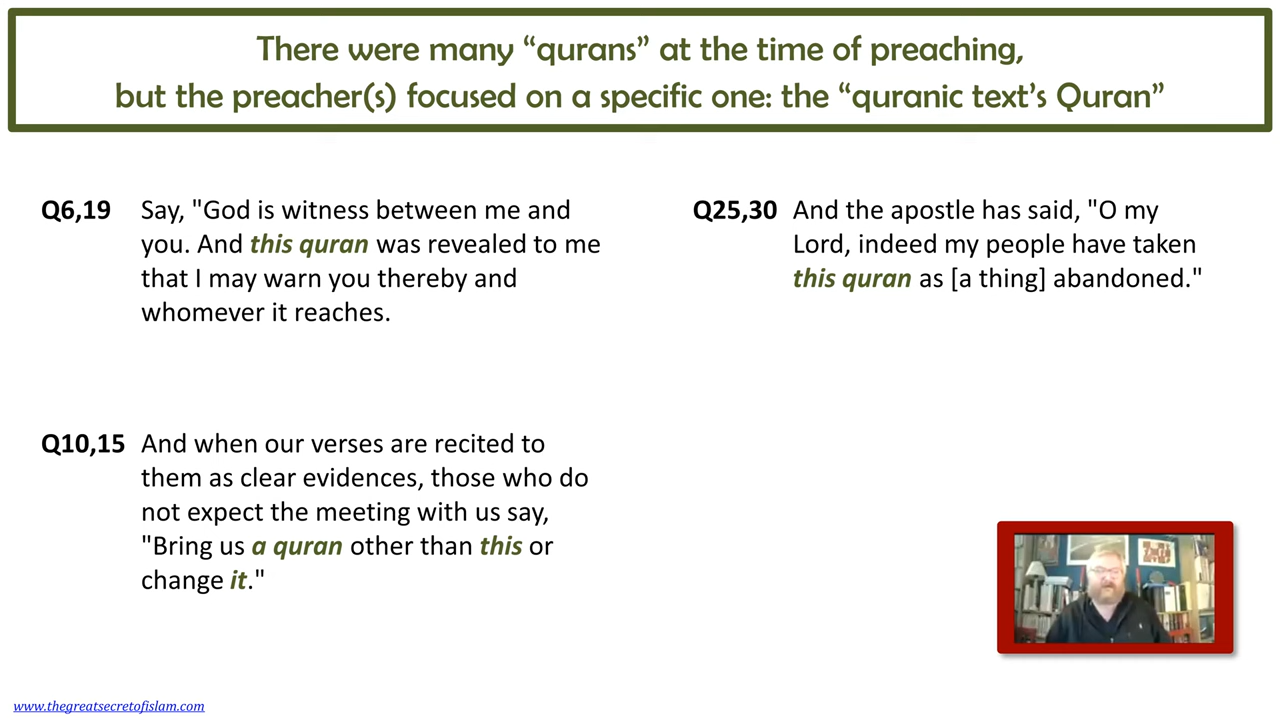 There were many “qurans” at the time of preaching,
but the preacher(s) focused on a specific one: the “quranic text’s Quran”
Q6,19 Say, "God is witness between me and
you. And this quran was revealed to me
that I may warn you thereby and
whomever it reaches.
Q10,15 And when our verses are recited to
them as clear evidences, those who do
not expect the meeting with us say,
"Bring us a quran other than this or
change it."
Q25,30 And the apostle has said, "O my
Lord, indeed my people have taken
this quran as [a thing] abandoned."
www.thegreatsecretofislam.com